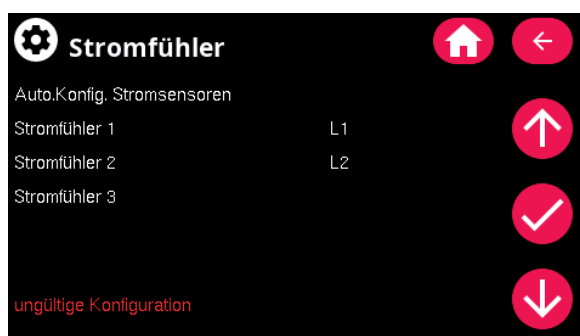 Stromfühler
Auto.Konfig. Stromsensoren
Stromfühler 1 L1
Stromfühler 2 L2
Stromfühler 3
ungültige Konfiguration